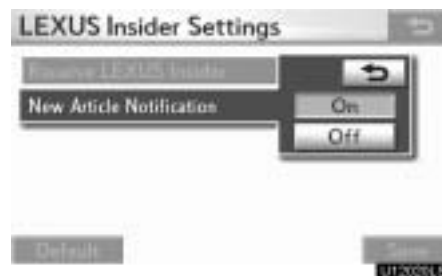 LEXUS Insider Settings
Receive LEXUS Insider
New Article Notification
On
Off
Default
Save